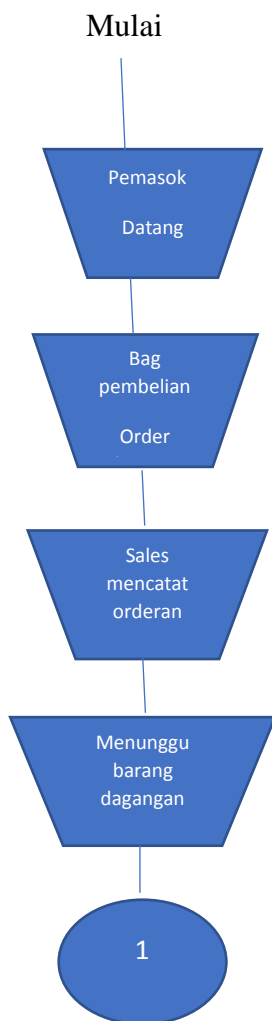 Mulai
Pemasok
Datang
Bag
pembelian
Order
Sales
mencatat
orderan
Menunggu
barang
dagangan
1